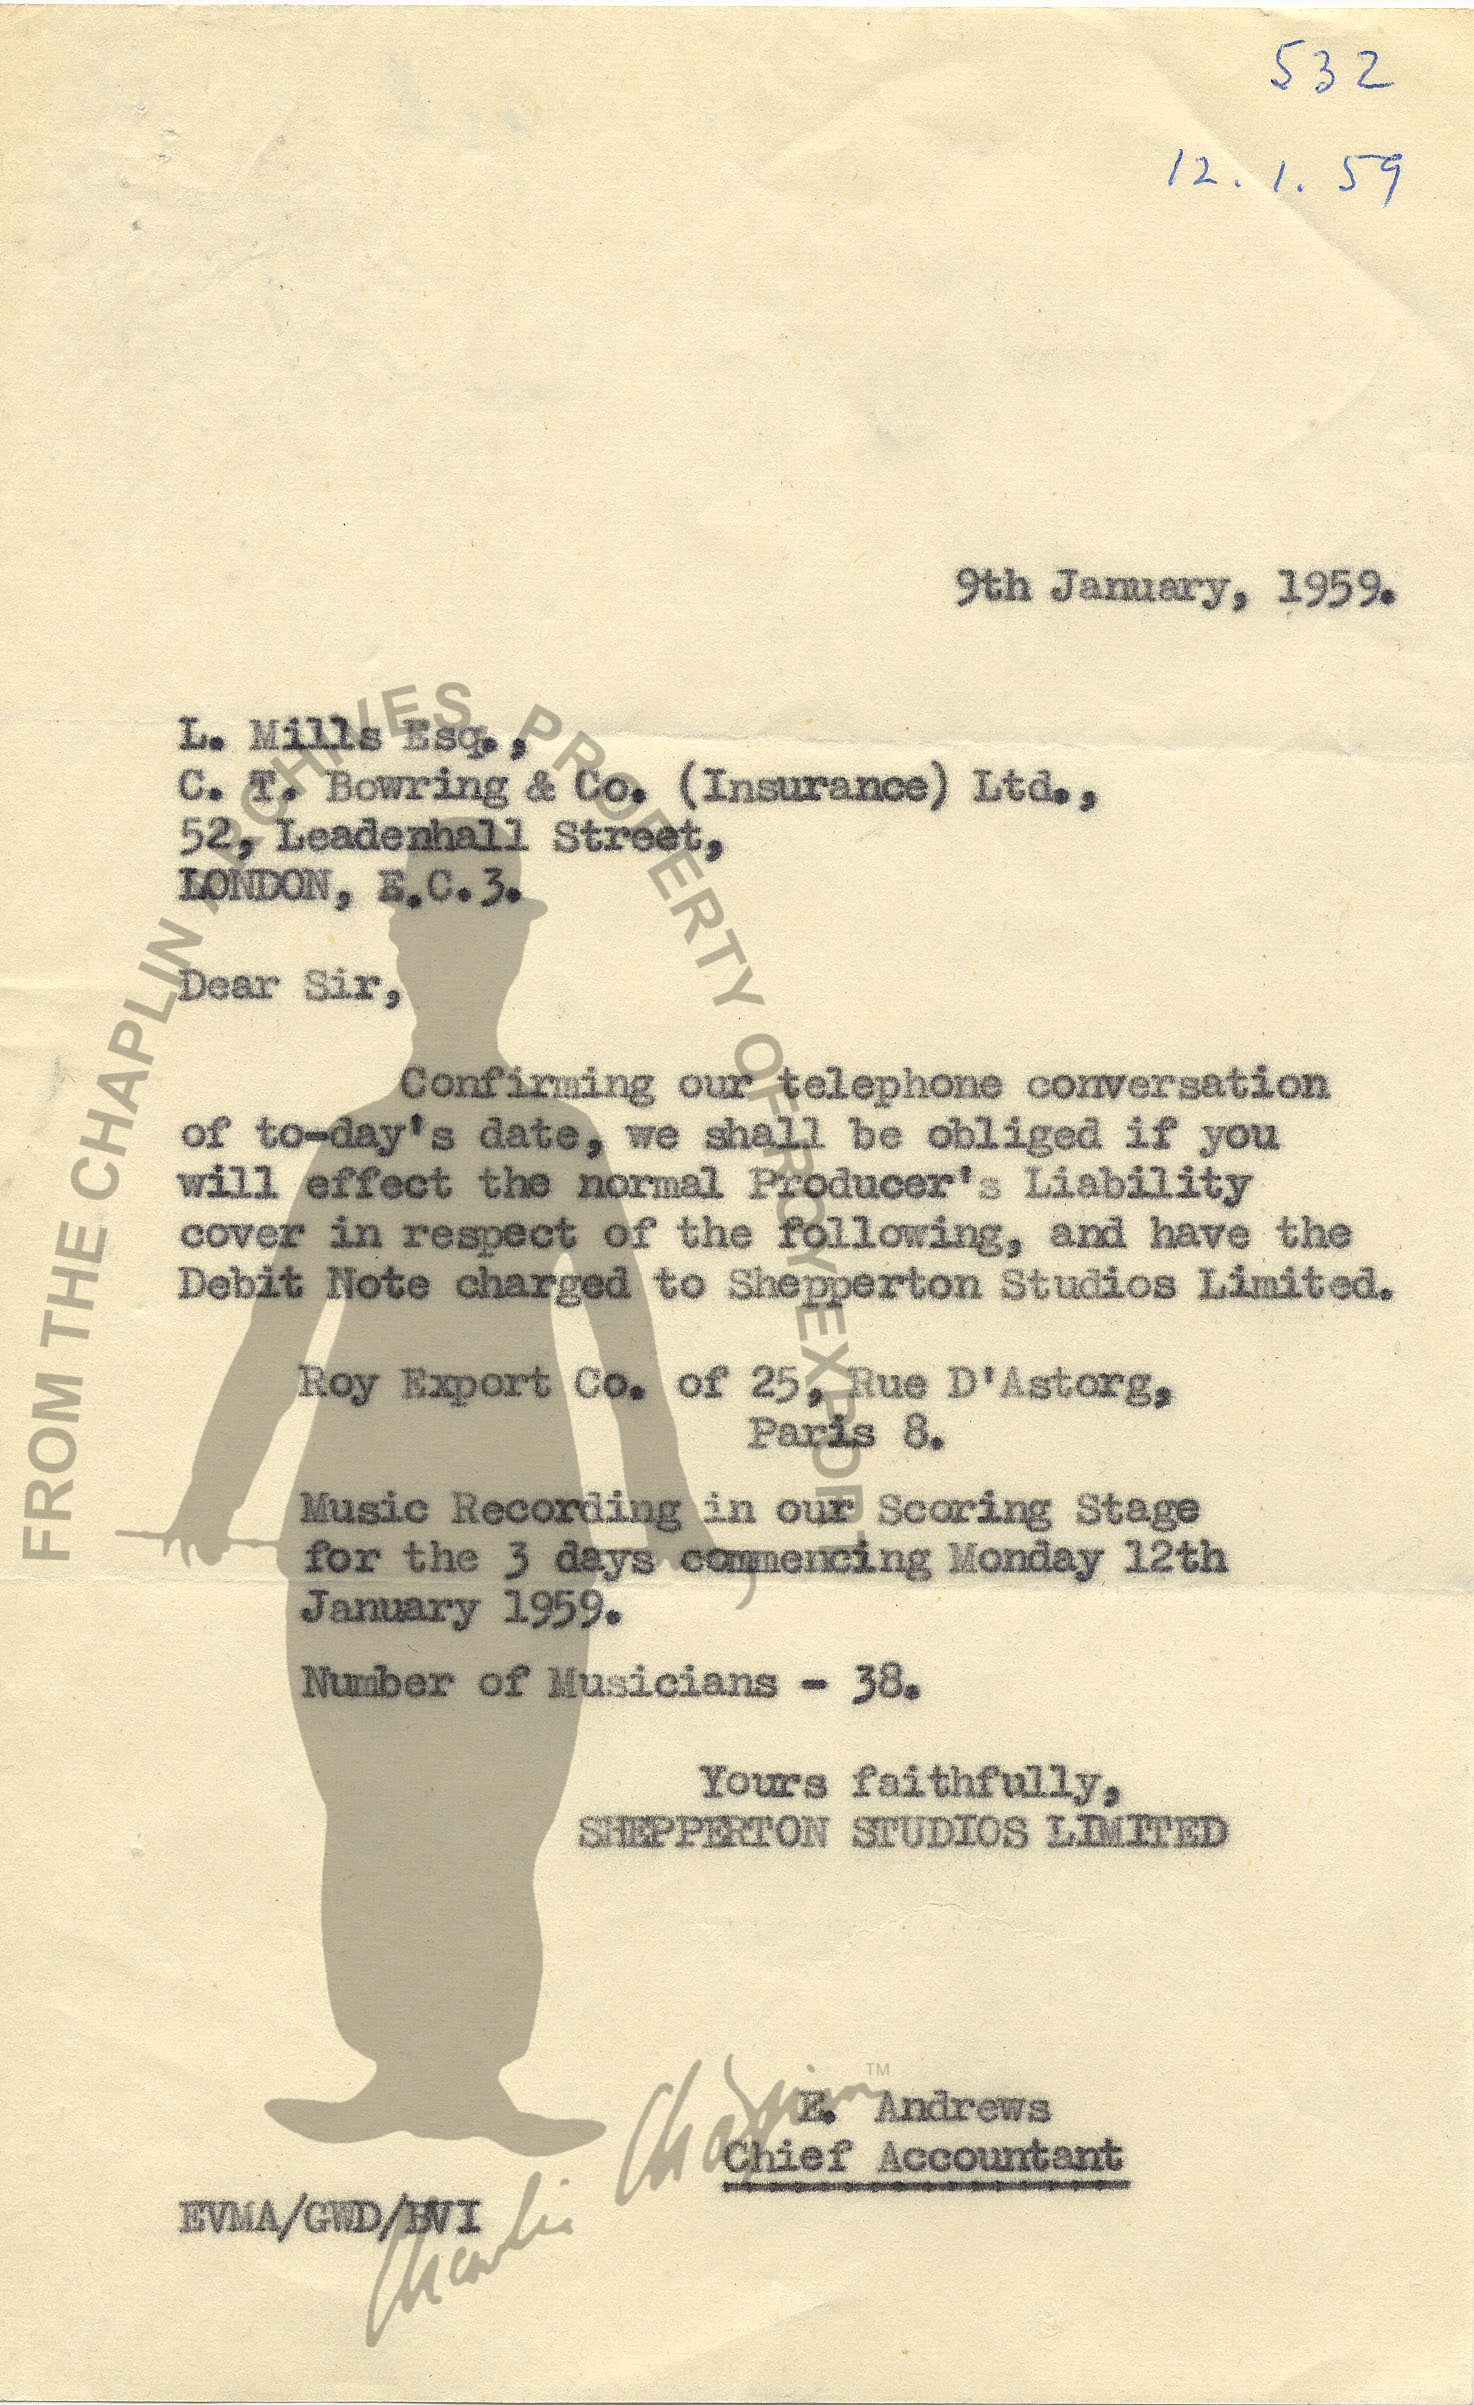 532
12.1.59
9th January, 1959.
L. Mills Esq.,
C. T. Bowring & Co. (Insurance) Ltd.,
52, Leadenhall Street,
LONDON, E.C.3.
Dear Sir,
Confirming our telephone conversation
of to-day's date, we shall be obliged if you
will effect the normal Producer's Liability
cover in respect of the following, and have the
Debit Note charged to Shepperton Studios Limited.
Roy Export Co. of 25, Rue D'Astorg,
Paris 8.
Music Recording in our Scoring Stage
for the 3 days commencing Monday 12th
January 1959.
Number of Musicians - 38.
Yours faithfully,
SHEPPERTON STUDIOS LIMITED
E. Andrews
Chief Accountant
EVMA/GWD/BVI
FROM THE CHAPLIN ARCHIVES PROPERTY OF ROY EXPORT
Charlie Chaplin™